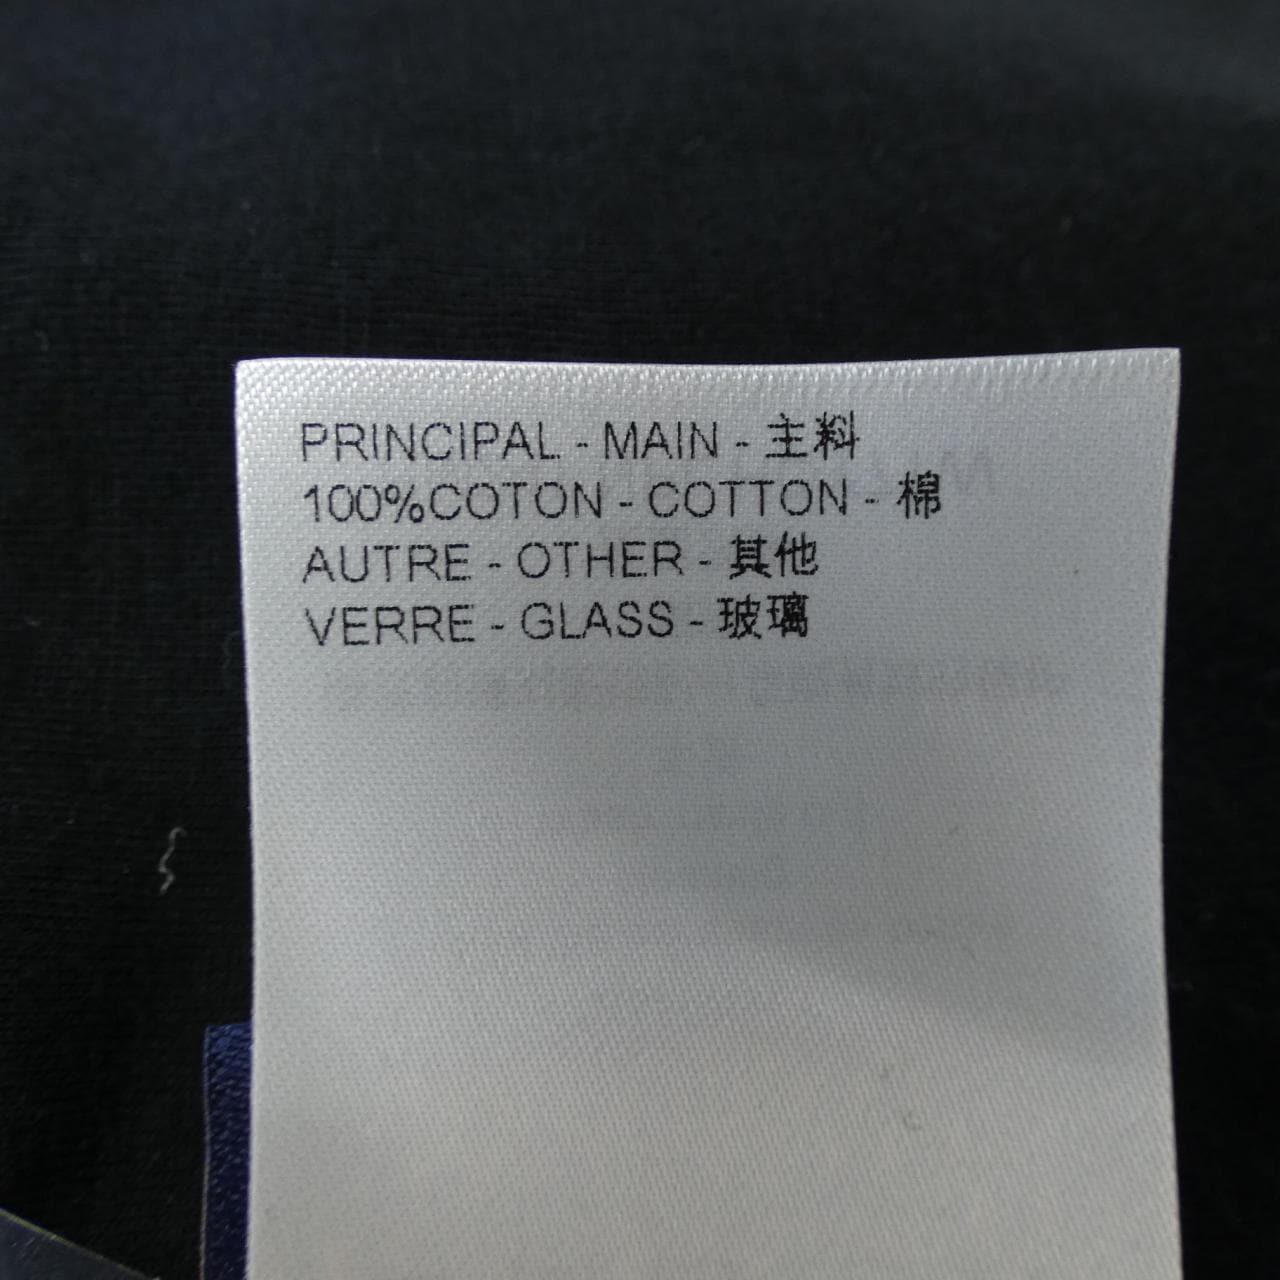 PRINCIPAL - MAIN - 主料
100%COTON - COTTON - 棉
AUTRE - OTHER - 其他
VERRE - GLASS - 玻璃